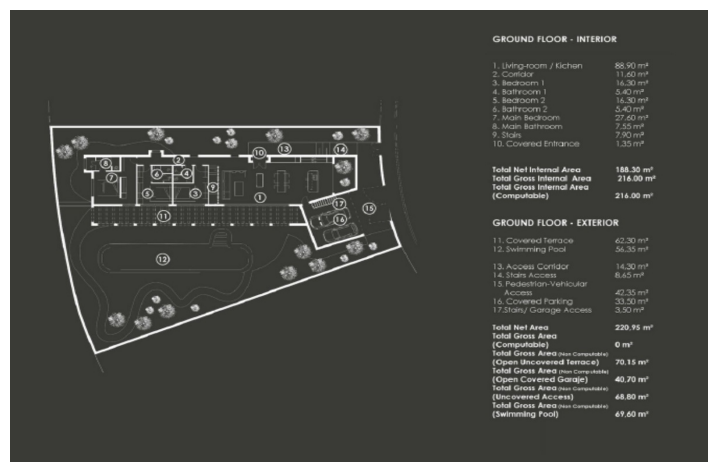 GROUND FLOOR - INTERIOR
1. Living-room / Kichen 88.90 m²
2. Corridor 11.60 m²
3. Bedroom 1 16.30 m²
4. Bathroom 1 5.40 m²
5. Bedroom 2 16.30 m²
6. Bathroom 2 5.40 m²
7. Main Bedroom 27.60 m²
8. Main Bathroom 7.55 m²
9. Stairs 7.90 m²
10. Covered Entrance 1.35 m²
Total Net Internal Area 188.30 m²
Total Gross Internal Area 216.00 m²
Total Gross Internal Area
(Computable) 216.00 m²
GROUND FLOOR - EXTERIOR
11. Covered Terrace 62.30 m²
12. Swimming Pool 56.35 m²
13. Access Corridor 14.30 m²
14. Stairs Access 8.65 m²
15. Pedestrian-Vehicular
Access 42.35 m²
16. Covered Parking 33.50 m²
17.Stairs/ Garage Access 3.50 m²
Total Net Area 220,95 m²
Total Gross Area
(Computable) 0 m²
Total Gross Area (Non Computable)
(Open Uncovered Terrace) 70,15 m²
Total Gross Area (Non Computable)
(Open Covered Garaje) 40,70 m²
Total Gross Area (Non Computable)
(Uncovered Access) 68.80 m²
Total Gross Area (Non Computable)
(Swimming Pool) 69.60 m²
10
13
14
2
8
7
6
4
5
3
9
1
17
16
15
11
12